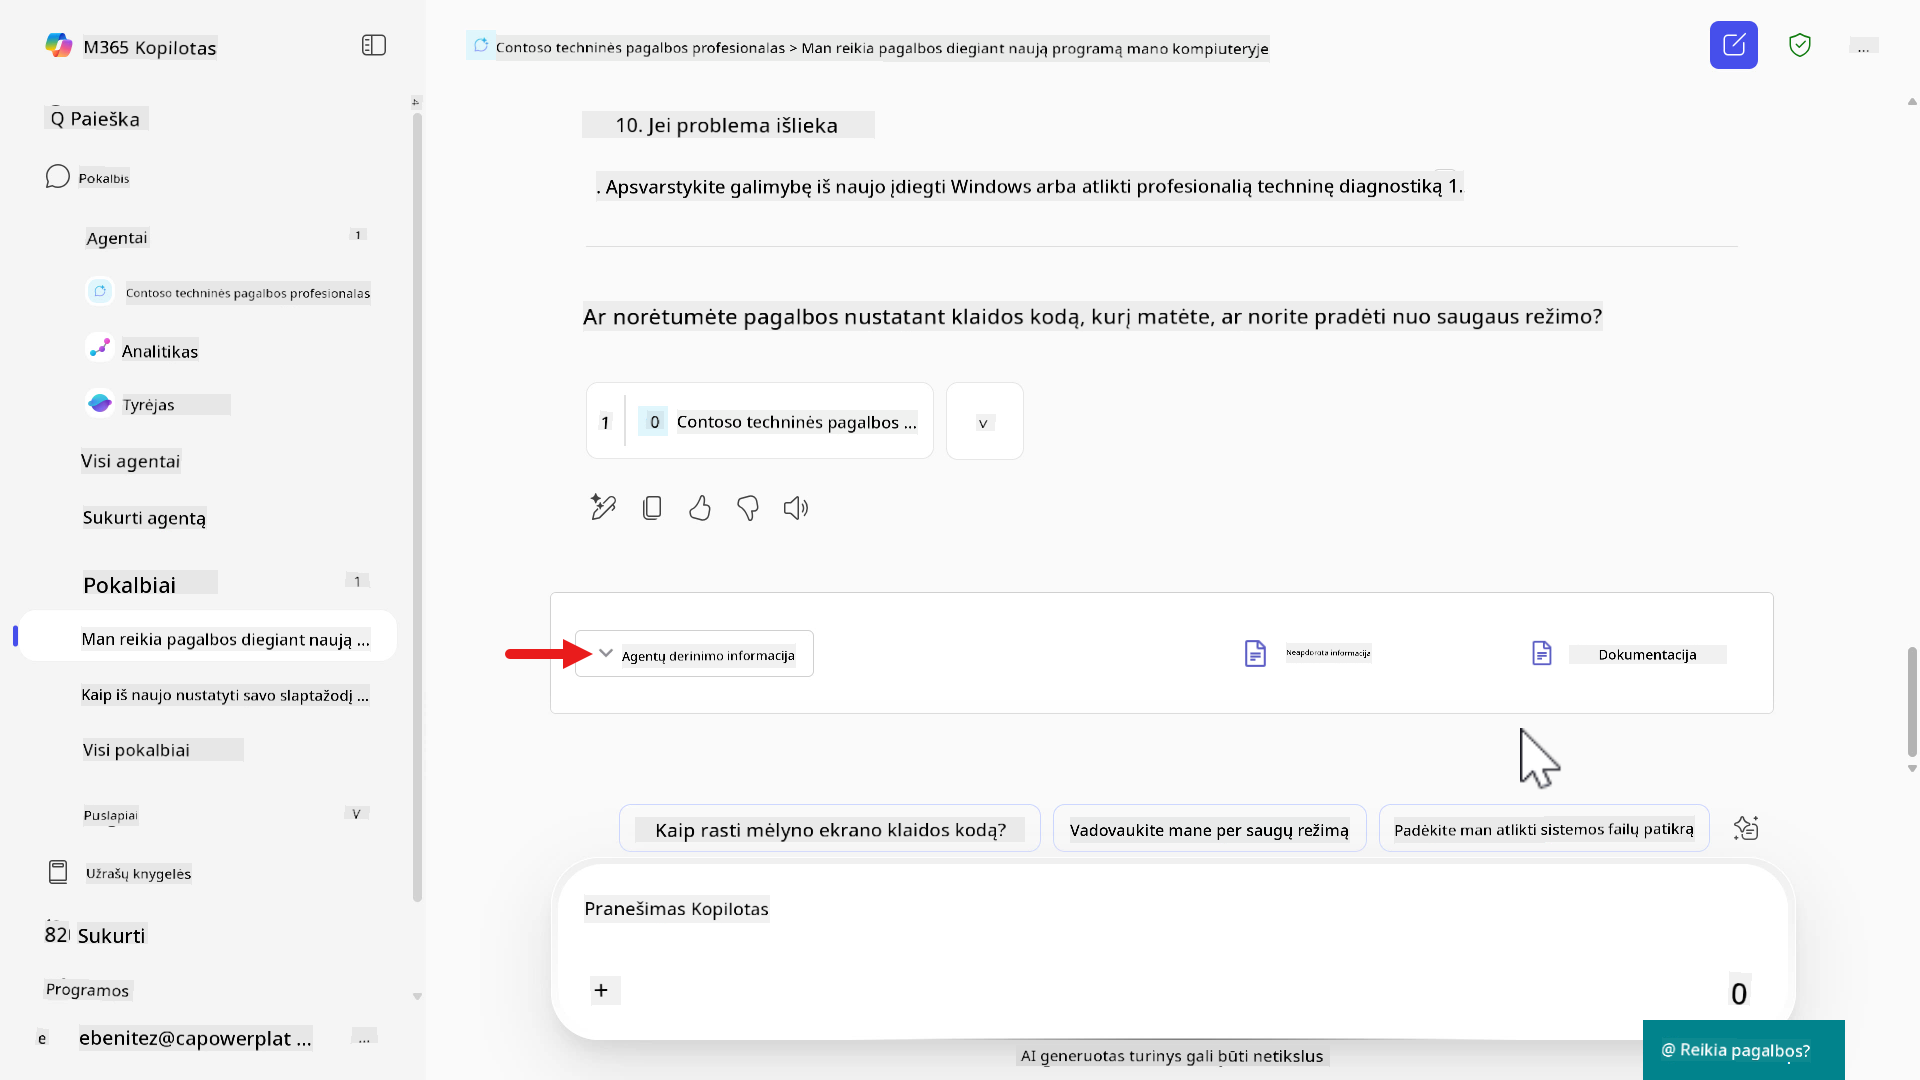 M365 Kopilotas
Q Paieška
Pokalbis
Agentai 1
Contoso techninės pagalbos profesionalas
Analitikas
Tyrėjas
Visi agentai
Sukurti agentą
Pokalbiai 1
Man reikia pagalbos diegiant naują ...
Kaip iš naujo nustatyti savo slaptažodį ...
Visi pokalbiai
Puslapiai V
Užrašų knygelės
82 Sukurti
Programos
e ebenitez@capowerplat ... ...
Contoso techninės pagalbos profesionalas > Man reikia pagalbos diegiant naują programą mano kompiuteryje
...
10. Jei problema išlieka
. Apsvarstykite galimybę iš naujo įdiegti Windows arba atlikti profesionalią techninę diagnostiką 1.
Ar norėtumėte pagalbos nustatant klaidos kodą, kurį matėte, ar norite pradėti nuo saugaus režimo?
1 0 Contoso techninės pagalbos ... v
Agentų derinimo informacija
Neapdorota informacija
Dokumentacija
Kaip rasti mėlyno ekrano klaidos kodą?
Vadovaukite mane per saugų režimą
Padėkite man atlikti sistemos failų patikrą
Pranešimas Kopilotas
+ 0
AI generuotas turinys gali būti netikslus
@ Reikia pagalbos?